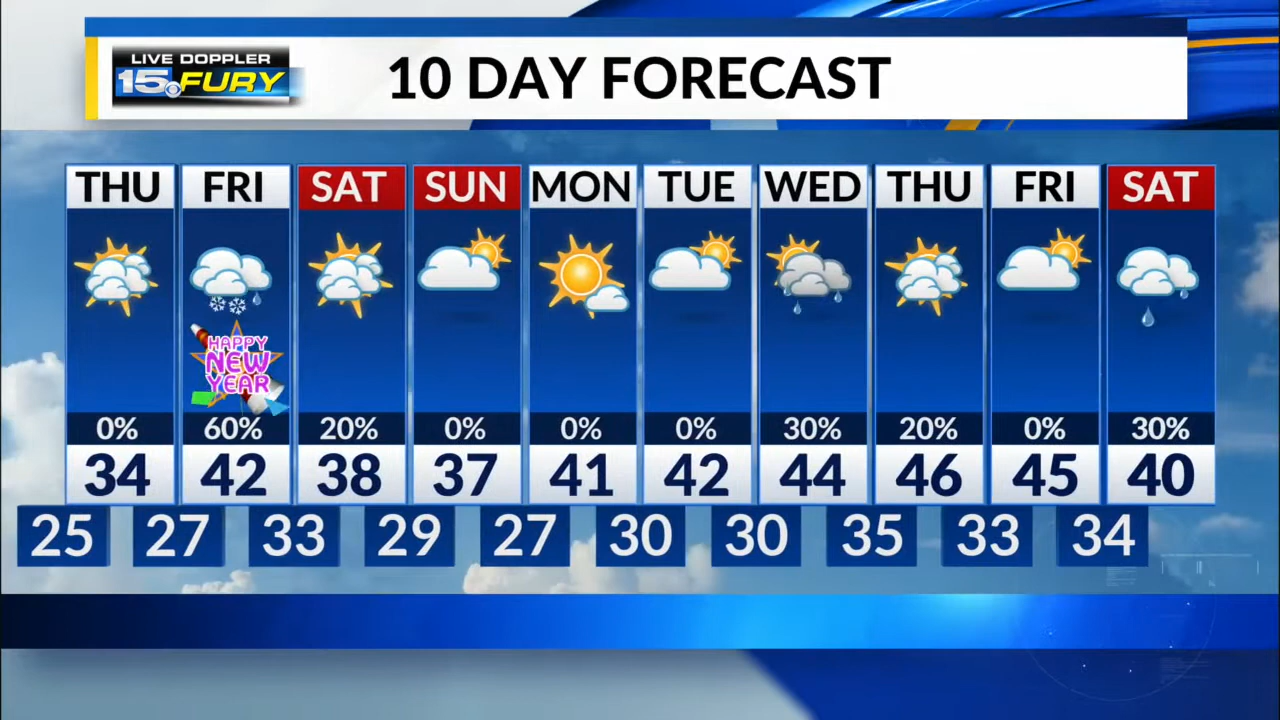 LIVE DOPPLER
15 FURY
10 DAY FORECAST
THU FRI SAT SUN MON TUE WED THU FRI SAT
HAPPY
NEW
YEAR
0% 60% 20% 0% 0% 0% 30% 20% 0% 30%
34 42 38 37 41 42 44 46 45 40
25 27 33 29 27 30 30 35 33 34